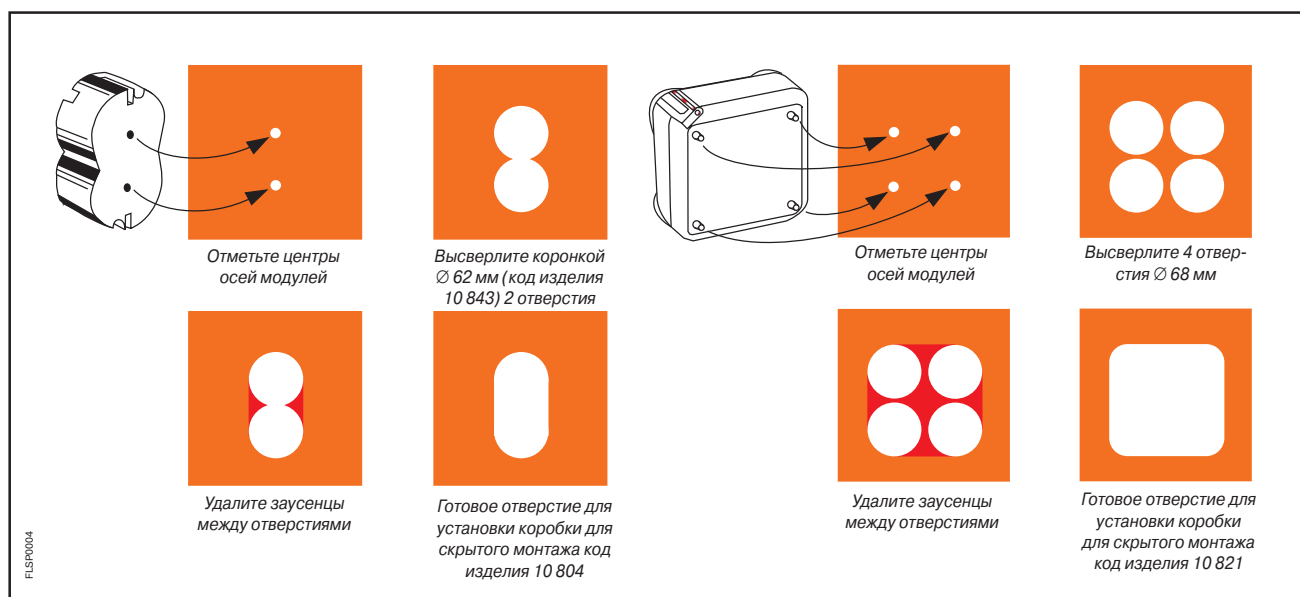 Отметьте центры
осей модулей
Высверлите коронкой
∅ 62 мм (код изделия
10 843) 2 отверстия
Отметьте центры
осей модулей
Высверлите 4 отвер-
стия ∅ 68 мм
Удалите заусенцы
между отверстиями
Готовое отверстие для
установки коробки для
скрытого монтажа код
изделия 10 804
Удалите заусенцы
между отверстиями
Готовое отверстие для
установки коробки
для скрытого монтажа
код изделия 10 821
FLSP0004